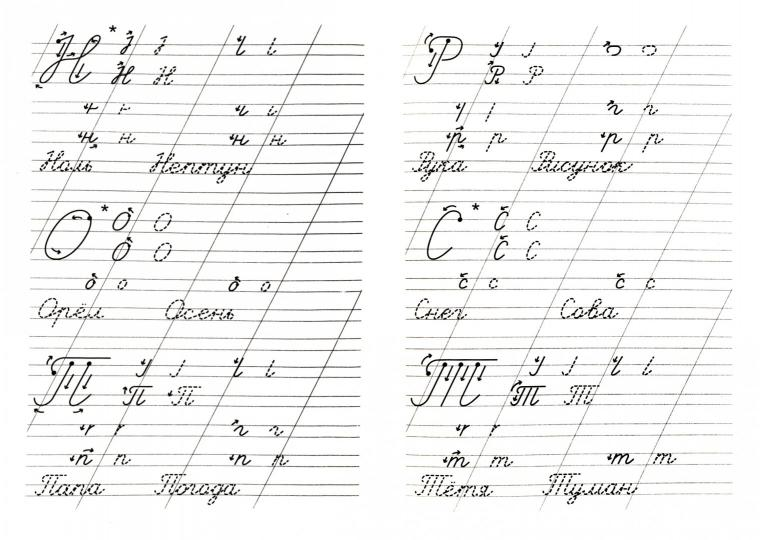 Н *
Н Н
н н н н
Ноль Нептун
О * О О
О О
о о о о
Орёл Осень
П
П П
п п п п
Папа Погода
Р
Р Р
р р р р
Рука Рисунок
С * С С
С С
с с с с
Снег Сова
Т
Т Т
т т т т
Тётя Туман